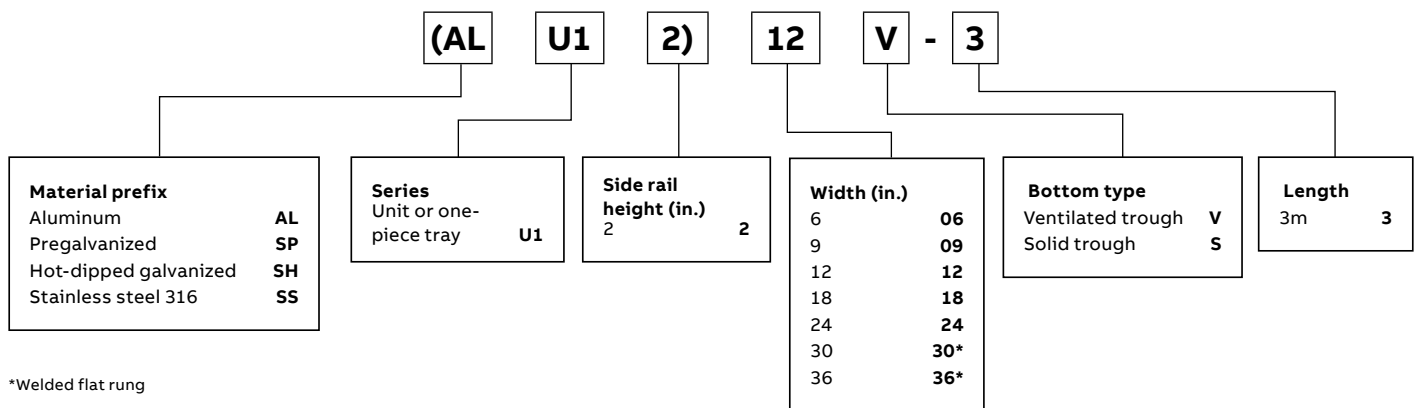 (AL U1 2) 12 V - 3
Material prefix
Aluminum AL
Pregalvanized SP
Hot-dipped galvanized SH
Stainless steel 316 SS
Series
Unit or one-
piece tray U1
Side rail
height (in.)
2 2
Width (in.)
6 06
9 09
12 12
18 18
24 24
30 30*
36 36*
Bottom type
Ventilated trough V
Solid trough S
Length
3m 3
*Welded flat rung